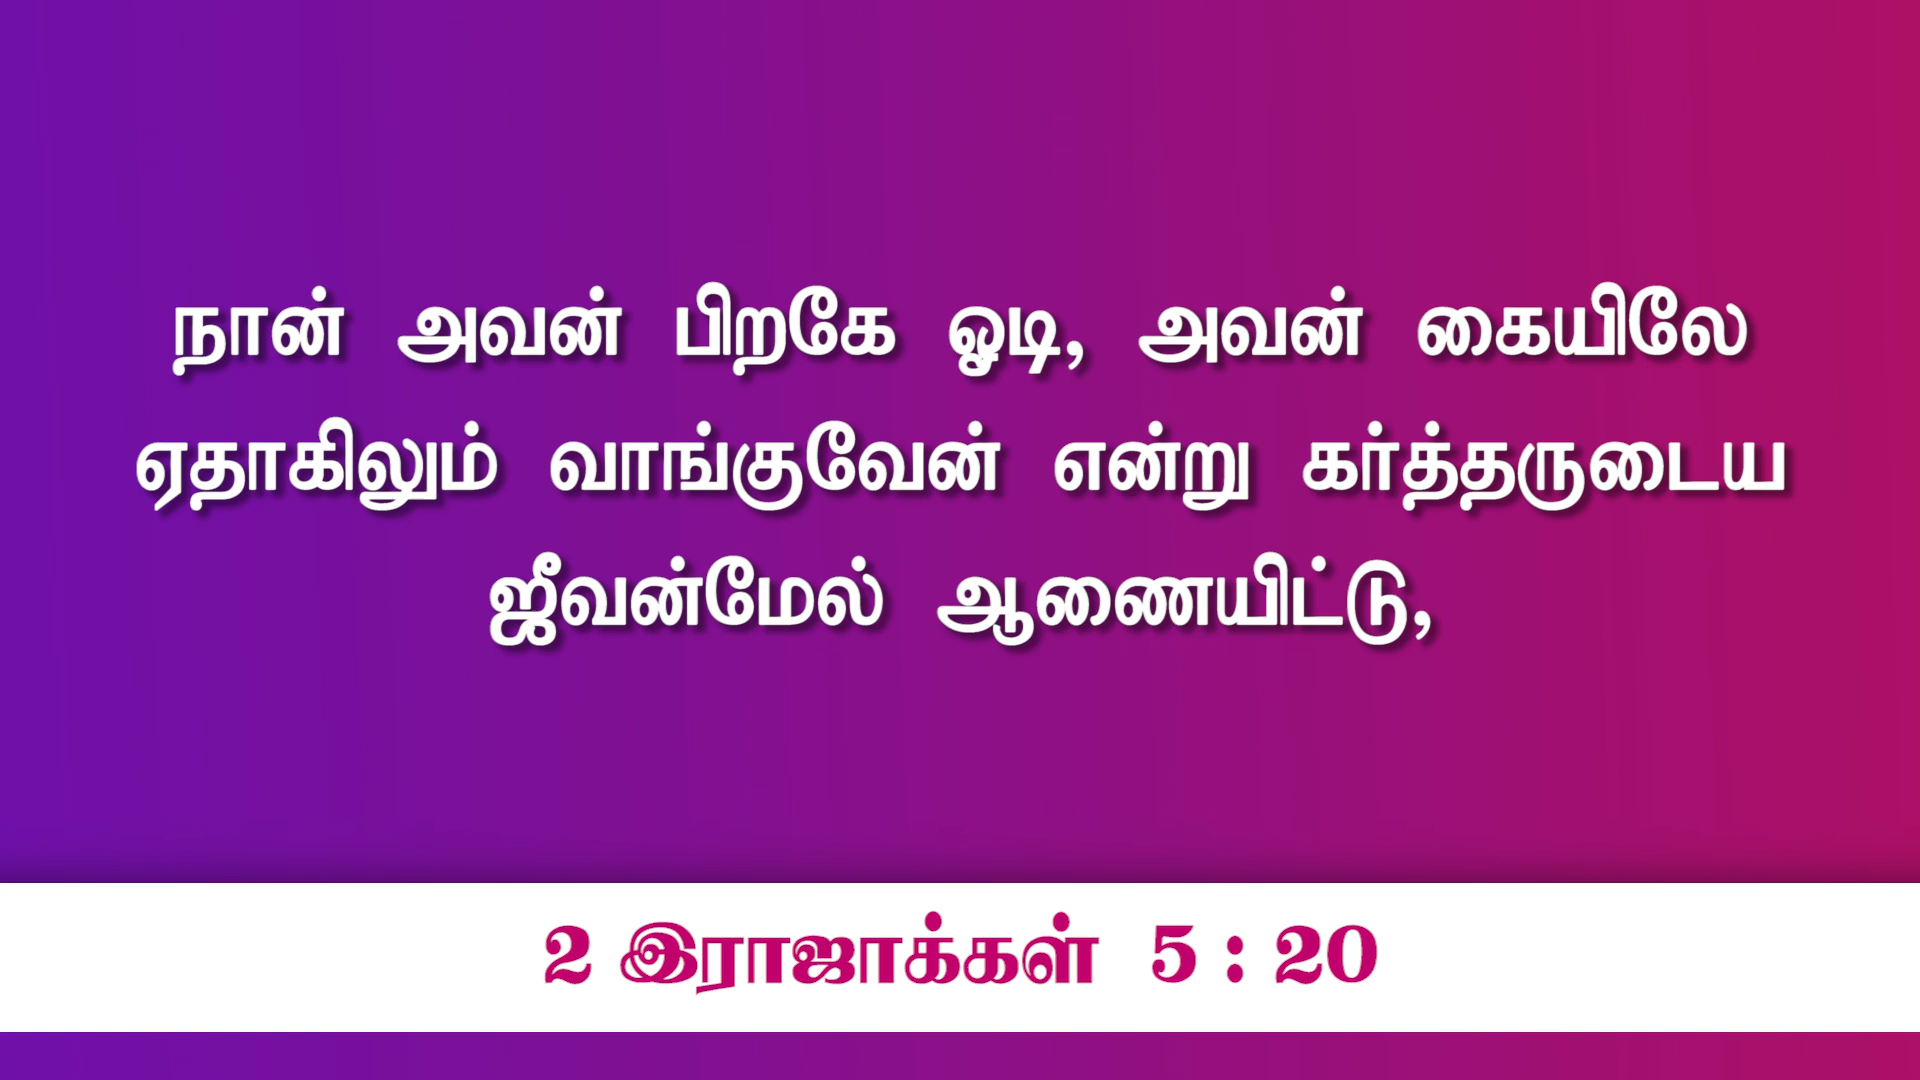 நான் அவன் பிறகே ஓடி, அவன் கையிலே
ஏதாகிலும் வாங்குவேன் என்று கர்த்தருடைய
ஜீவன்மேல் ஆணையிட்டு,
2 இராஜாக்கள் 5 : 20